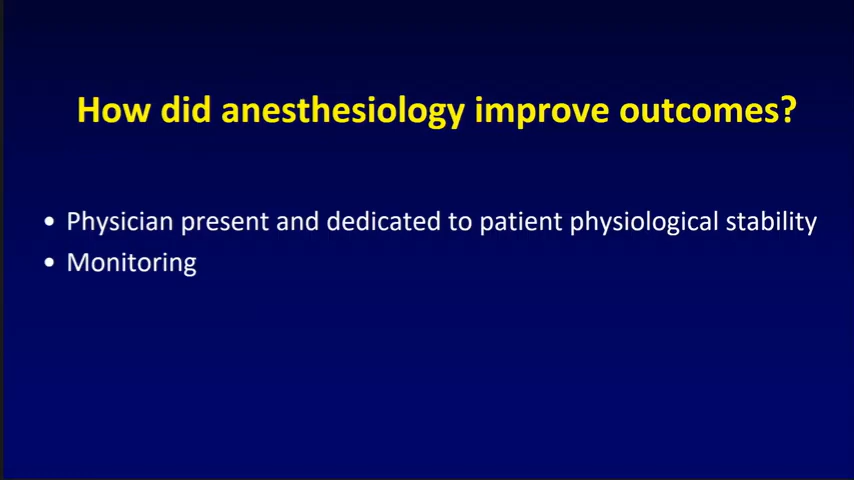 How did anesthesiology improve outcomes?
• Physician present and dedicated to patient physiological stability
• Monitoring